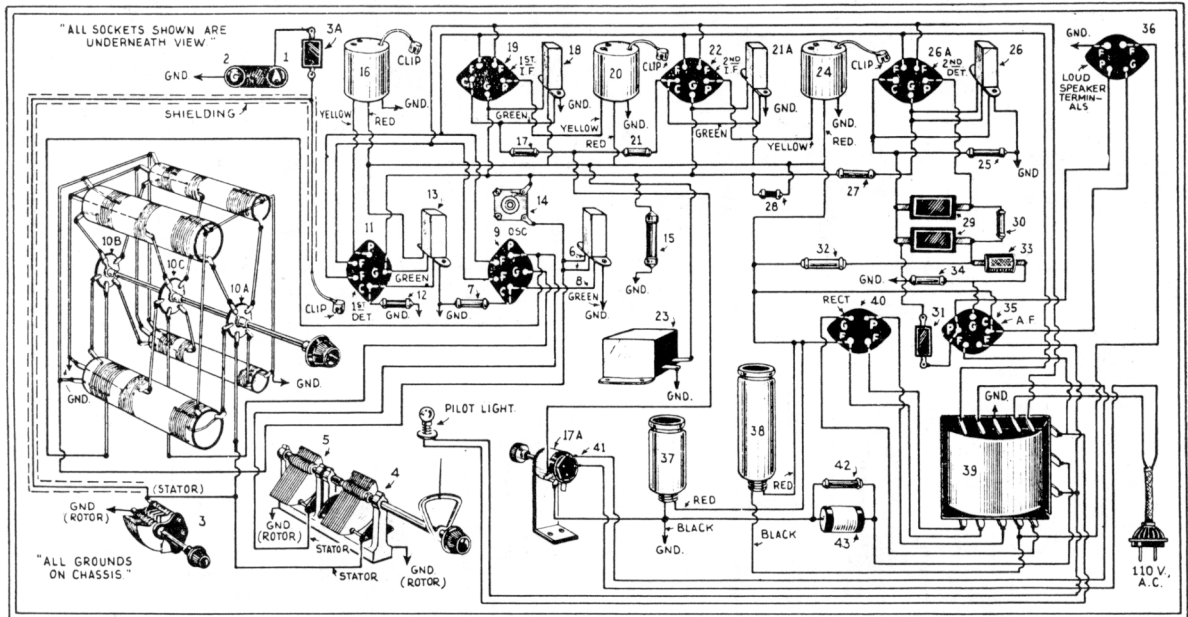 "ALL SOCKETS SHOWN ARE
UNDERNEATH VIEW."
3A
2
1
GND
G
A
SHIELDING
16
CLIP
GND.
YELLOW
RED
19
1ST.
I F
18
GND.
GREEN
17
20
CLIP
GND.
YELLOW
RED
21
22
2ND
I F
21A
GND.
GREEN
YELLOW
24
CLIP
GND.
RED.
26A
2ND
DET.
26
25
GND
27
28
36
GND.
LOUD
SPEAKER
TERMIN-
ALS
10B
10C
10A
GND.
GND.
CLIP
11
1ST
DET.
13
GREEN
12
GND.
14
9
OSC
7
GND
6
8
GREEN
GND.
15
GND.
29
30
32
33
34
GND.
RECT
40
31
35
A F.
23
GND.
PILOT LIGHT.
5
4
GND
(ROTOR)
STATOR
STATOR
GND
(ROTOR)
(STATOR)
GND
(ROTOR)
3
"ALL GROUNDS
ON CHASSIS."
17A
41
37
RED
BLACK
GND.
38
RED
BLACK
42
43
GND.
39
110 V.,
A.C.